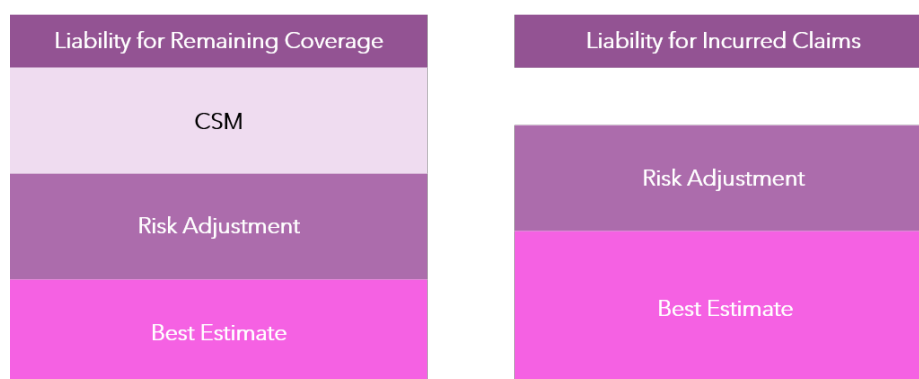 Liability for Remaining Coverage
CSM
Risk Adjustment
Best Estimate
Liability for Incurred Claims
Risk Adjustment
Best Estimate